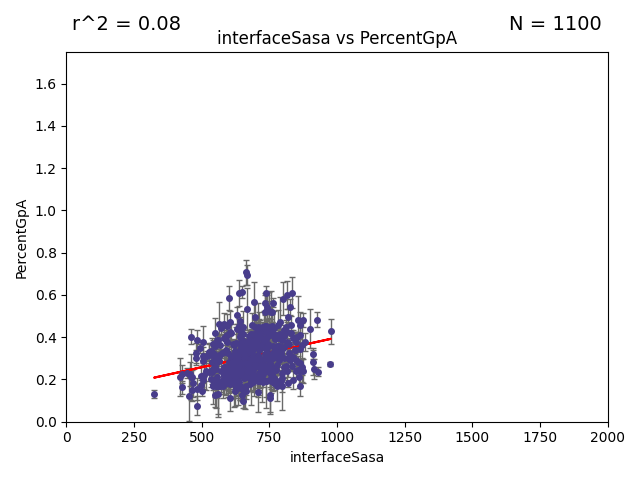 r^2 = 0.08
N = 1100
interfaceSasa vs PercentGpA
PercentGpA
1.6
1.4
1.2
1.0
0.8
0.6
0.4
0.2
0.0
0 250 500 750 1000 1250 1500 1750 2000
interfaceSasa